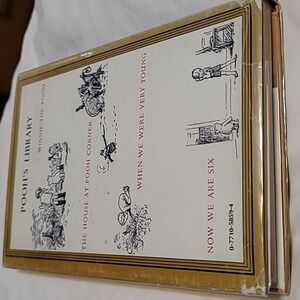 POOH'S LIBRARY
WINNIE-THE-POOH
THE HOUSE AT POOH CORNER
WHEN WE WERE VERY YOUNG
NOW WE ARE SIX
0-7710-5859-4